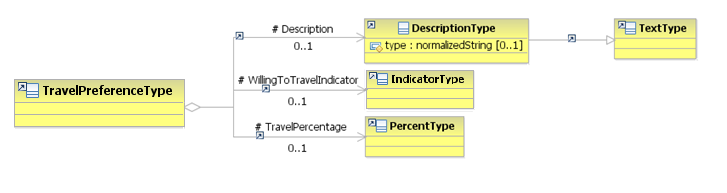 # Description
0..1
DescriptionType
type : normalizedString [0..1]
TextType
TravelPreferenceType
# WillingToTravelIndicator
0..1
IndicatorType
# TravelPercentage
0..1
PercentType